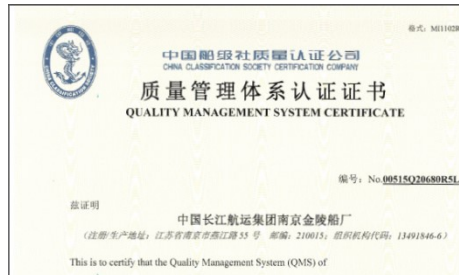 格式: MI1102R
中国船级社质量认证公司
CHINA CLASSIFICATION SOCIETY CERTIFICATION COMPANY
质量管理体系认证证书
QUALITY MANAGEMENT SYSTEM CERTIFICATE
编号: No.00515Q20680R5L
兹证明
中国长江航运集团南京金陵船厂
(注册/生产地址: 江苏省南京市燕江路 55 号 邮编: 210015; 组织机构代码: 13491846-6)
This is to certify that the Quality Management System (QMS) of